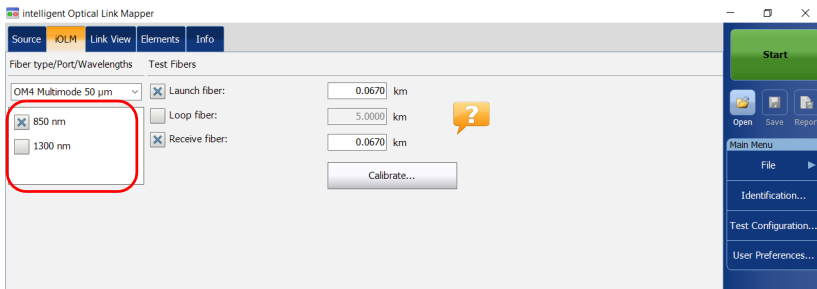 intelligent Optical Link Mapper
Source iOLM Link View Elements Info
Fiber type/Port/Wavelengths Test Fibers
OM4 Multimode 50 µm
850 nm
1300 nm
Launch fiber: 0.0670 km
Loop fiber: 5.0000 km
Receive fiber: 0.0670 km
?
Calibrate...
Start
Open Save Repor
Main Menu
File
Identification...
Test Configuration...
User Preferences...